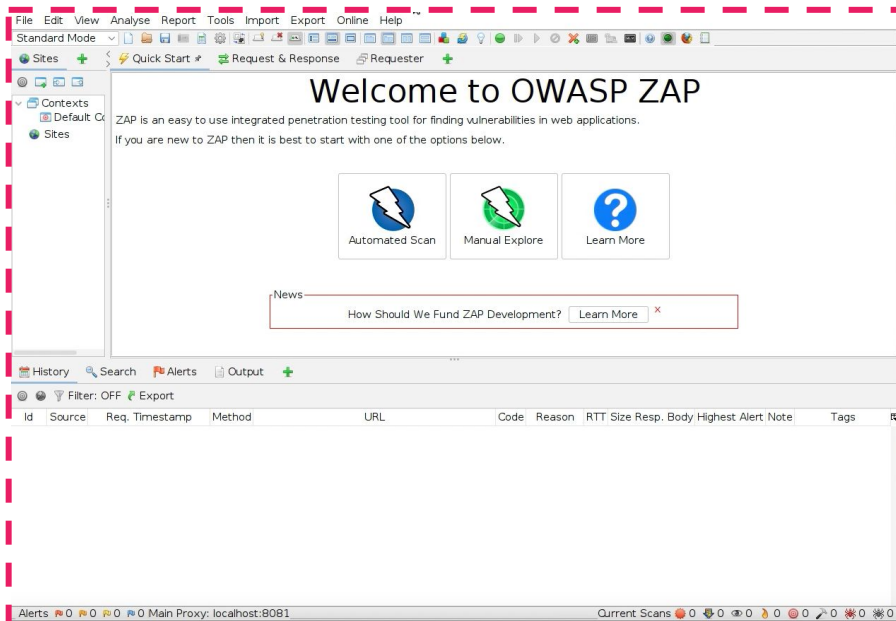 File Edit View Analyse Report Tools Import Export Online Help
Standard Mode
Sites Quick Start Request & Response Requester
Contexts
Default Co
Sites
Welcome to OWASP ZAP
ZAP is an easy to use integrated penetration testing tool for finding vulnerabilities in web applications.
If you are new to ZAP then it is best to start with one of the options below.
Automated Scan Manual Explore Learn More
News
How Should We Fund ZAP Development? Learn More x
History Search Alerts Output
Filter: OFF Export
Id Source Req. Timestamp Method URL Code Reason RTT Size Resp. Body Highest Alert Note Tags
Alerts 0 0 0 0 Main Proxy: localhost:8081 Current Scans 0 0 0 0 0 0 0 0